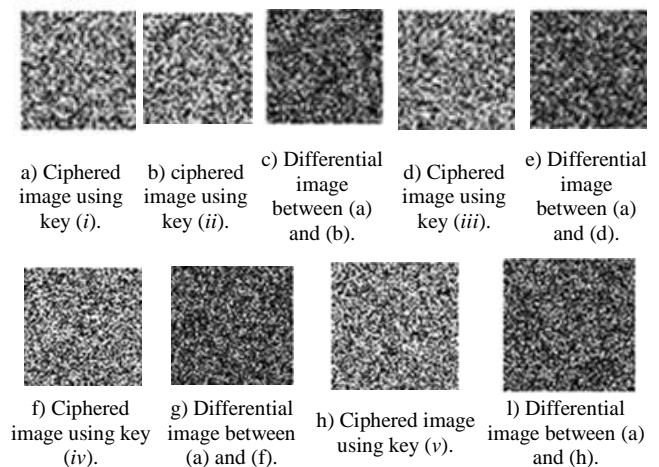 a) Ciphered
image using
key (i).
b) ciphered
image using
key (ii).
c) Differential
image
between (a)
and (b).
d) Ciphered
image using
key (iii).
e) Differential
image
between (a)
and (d).
f) Ciphered
image using key
(iv).
g) Differential
image between
(a) and (f).
h) Ciphered image
using key (v).
l) Differential
image between (a)
and (h).